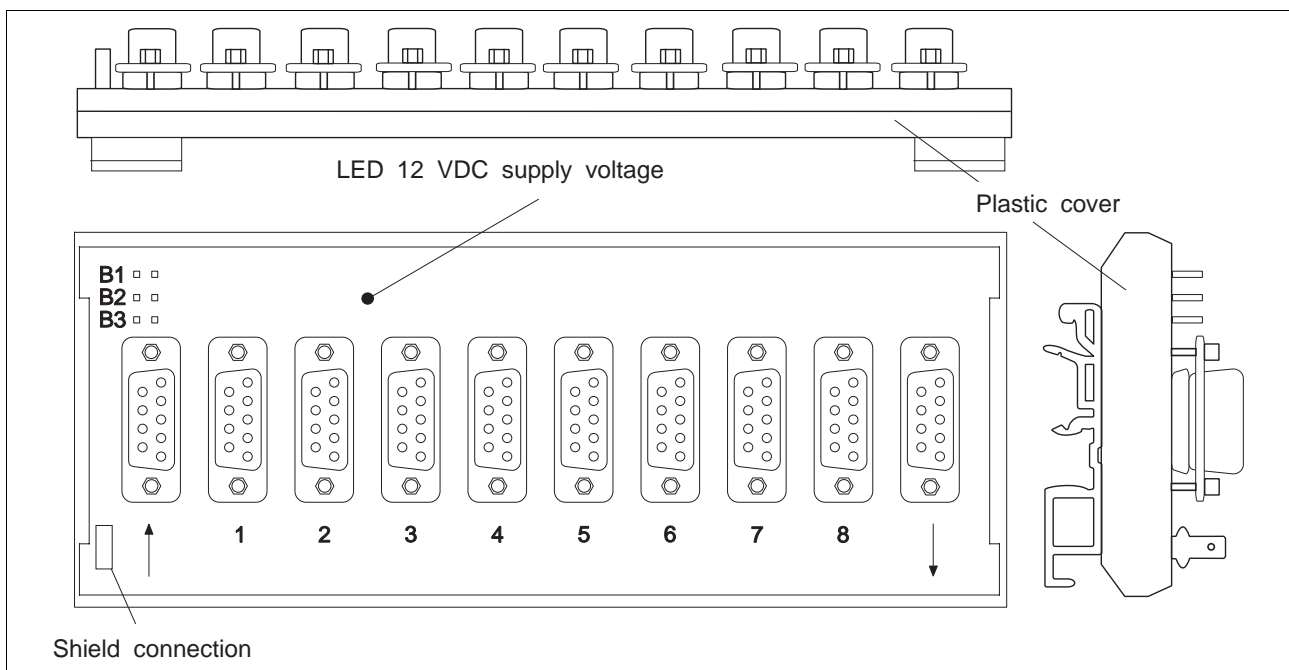 LED 12 VDC supply voltage
Plastic cover
B1
B2
B3
1 2 3 4 5 6 7 8
Shield connection